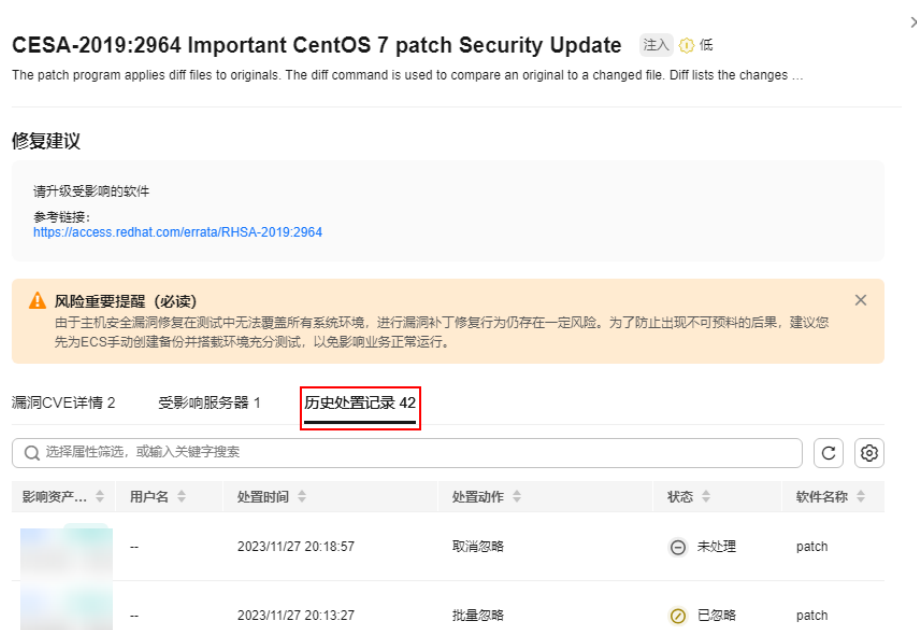 CESA-2019:2964 Important CentOS 7 patch Security Update 注入 低
The patch program applies diff files to originals. The diff command is used to compare an original to a changed file. Diff lists the changes ...
修复建议
请升级受影响的软件
参考链接：
https://access.redhat.com/errata/RHSA-2019:2964
风险重要提醒（必读）
由于主机安全漏洞修复在测试中无法覆盖所有系统环境，进行漏洞补丁修复行为仍存在一定风险。为了防止出现不可预料的后果，建议您
先为ECS手动创建备份并搭载环境充分测试，以免影响业务正常运行。
漏洞CVE详情 2 受影响服务器 1 历史处置记录 42
选择属性筛选，或输入关键字搜索
影响资产... 用户名 处置时间 处置动作 状态 软件名称
-- 2023/11/27 20:18:57 取消忽略 未处理 patch
-- 2023/11/27 20:13:27 批量忽略 已忽略 patch